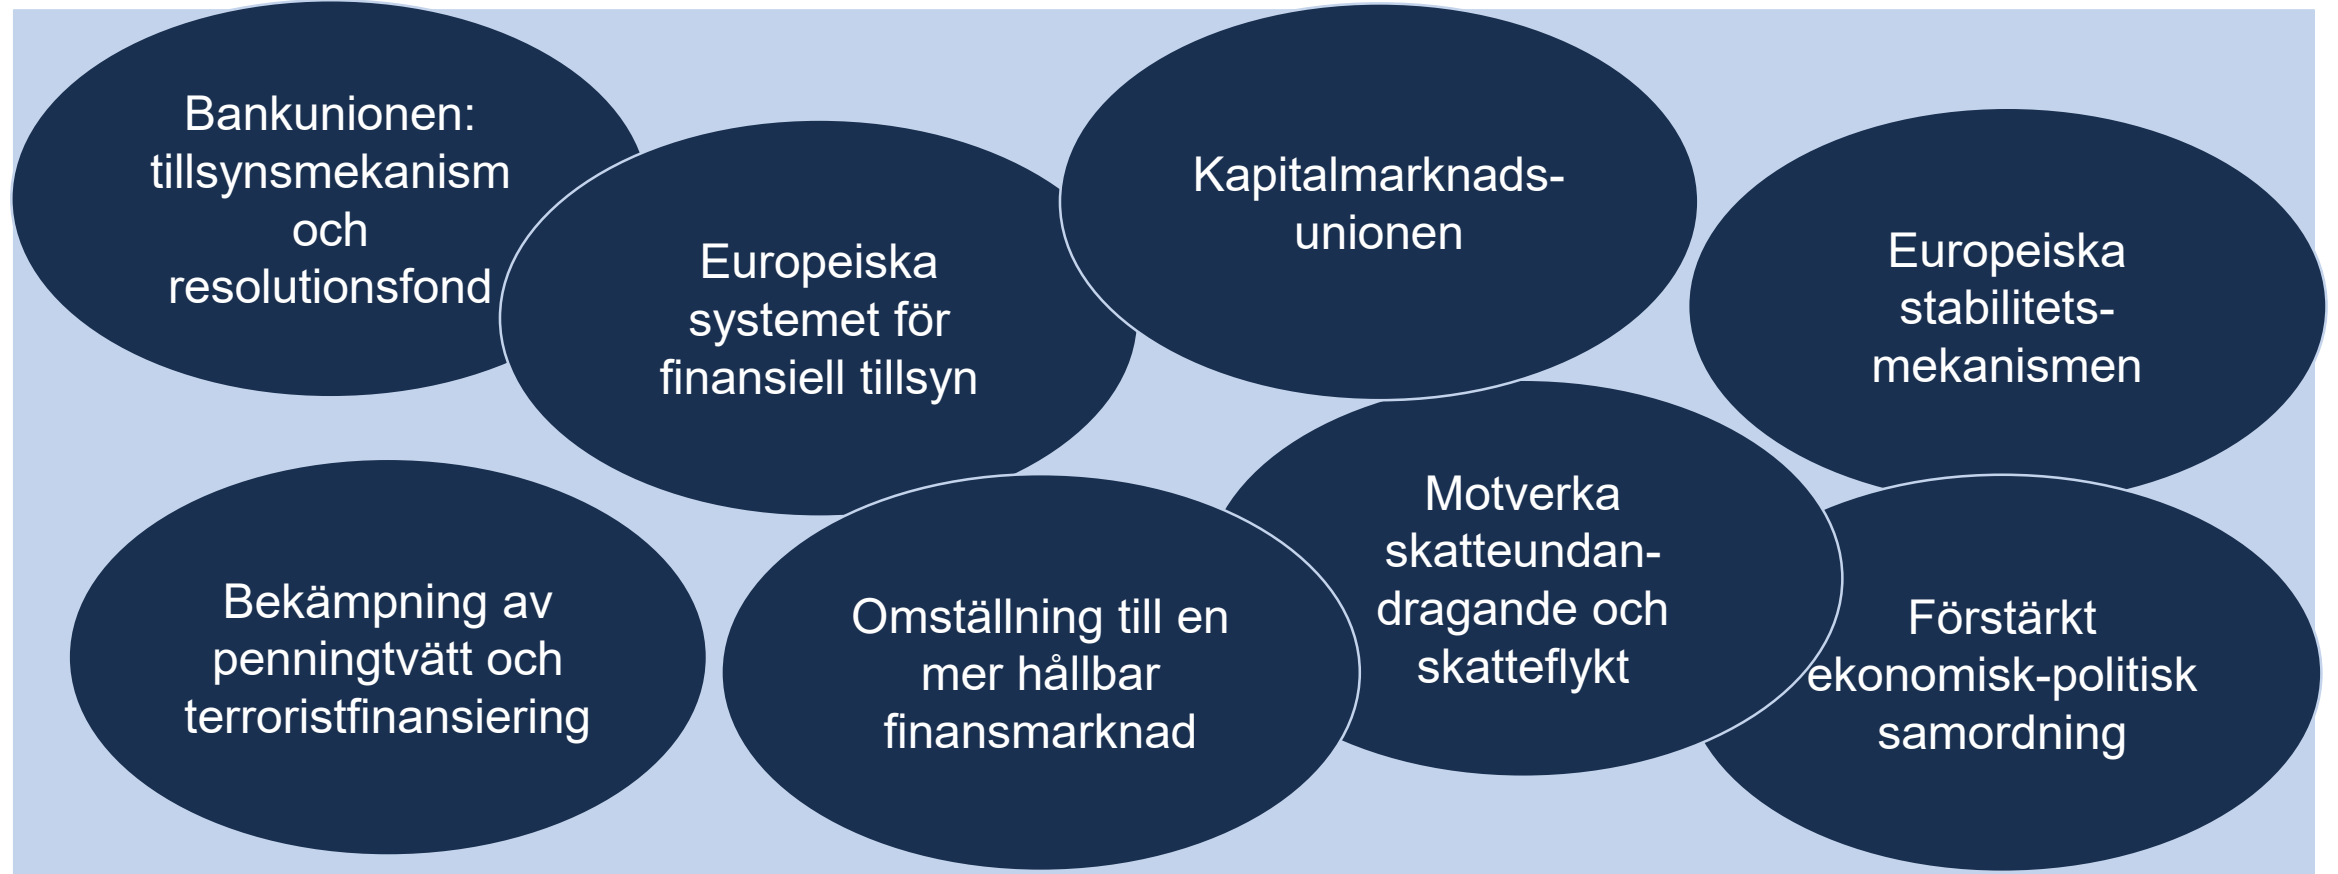 Bankunionen:
tillsynsmekanism
och
resolutionsfond
Europeiska
systemet för
finansiell tillsyn
Kapitalmarknads-
unionen
Europeiska
stabilitets-
mekanismen
Bekämpning av
penningtvätt och
terroristfinansiering
Omställning till en
mer hållbar
finansmarknad
Motverka
skatteundan-
dragande och
skatteflykt
Förstärkt
ekonomisk-politisk
samordning